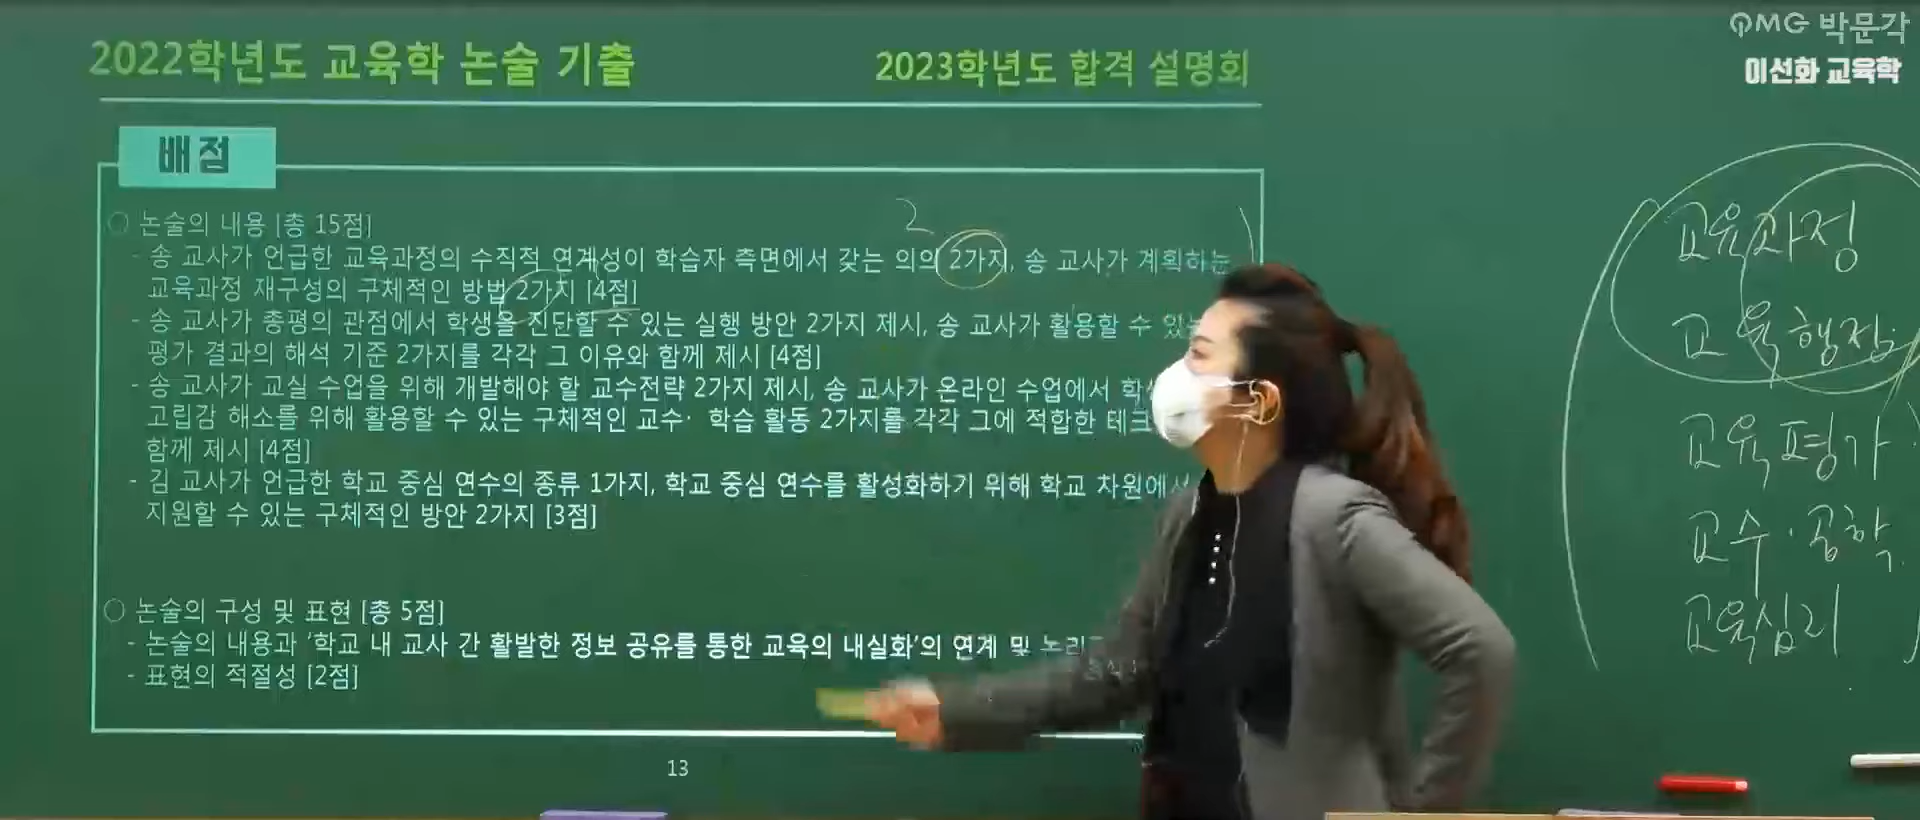 PMG 박문각
이선화 교육학
2022학년도 교육학 논술 기출
2023학년도 합격 설명회
배점
○ 논술의 내용 [총 15점]
- 송 교사가 언급한 교육과정의 수직적 연계성이 학습자 측면에서 갖는 의의 2가지, 송 교사가 계획하는
교육과정 재구성의 구체적인 방법 2가지 [4점]
- 송 교사가 총평의 관점에서 학생을 진단할 수 있는 실행 방안 2가지 제시, 송 교사가 활용할 수 있는
평가 결과의 해석 기준 2가지를 각각 그 이유와 함께 제시 [4점]
- 송 교사가 교실 수업을 위해 개발해야 할 교수전략 2가지 제시, 송 교사가 온라인 수업에서
고립감 해소를 위해 활용할 수 있는 구체적인 교수· 학습 활동 2가지를 각각 그에 적합한
함께 제시 [4점]
- 김 교사가 언급한 학교 중심 연수의 종류 1가지, 학교 중심 연수를 활성화하기 위해 학교 차원에서
지원할 수 있는 구체적인 방안 2가지 [3점]
○ 논술의 구성 및 표현 [총 5점]
- 논술의 내용과 '학교 내 교사 간 활발한 정보 공유를 통한 교육의 내실화'의 연계 및
- 표현의 적절성 [2점]
13
2
교육과정
교육행정
교육평가
교수·공학
교육심리